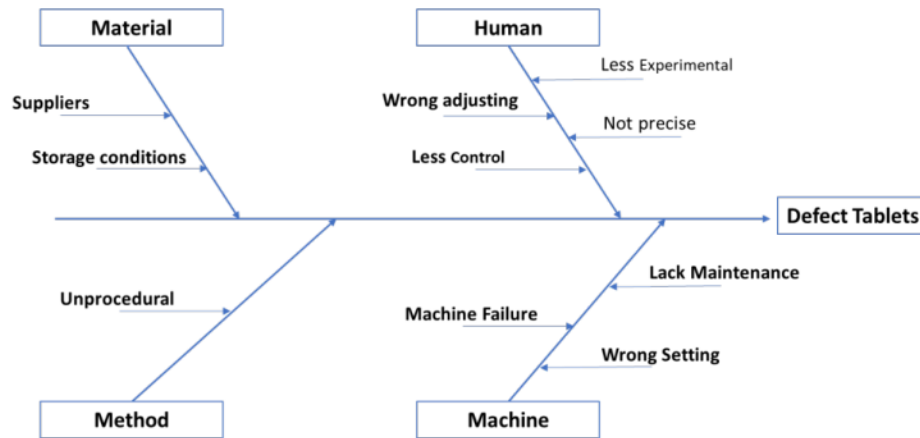 Material
Human
Less Experimental
Suppliers
Wrong adjusting
Not precise
Storage conditions
Less Control
Defect Tablets
Lack Maintenance
Unprocedural
Machine Failure
Wrong Setting
Method
Machine